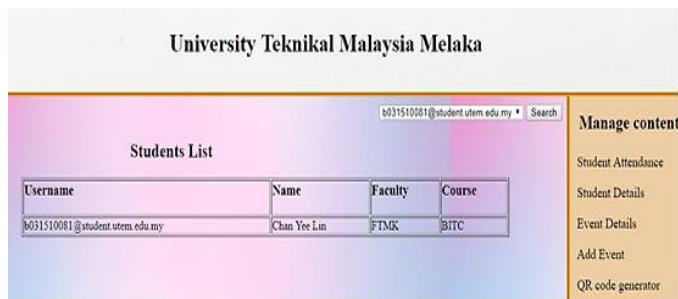 University Teknikal Malaysia Melaka
b031510081@student.utem.edu.my Search
Students List
Username Name Faculty Course
b031510081@student.utem.edu.my Chan Yee Lin FTMK BITC
Manage content
Student Attendance
Student Details
Event Details
Add Event
QR code generator